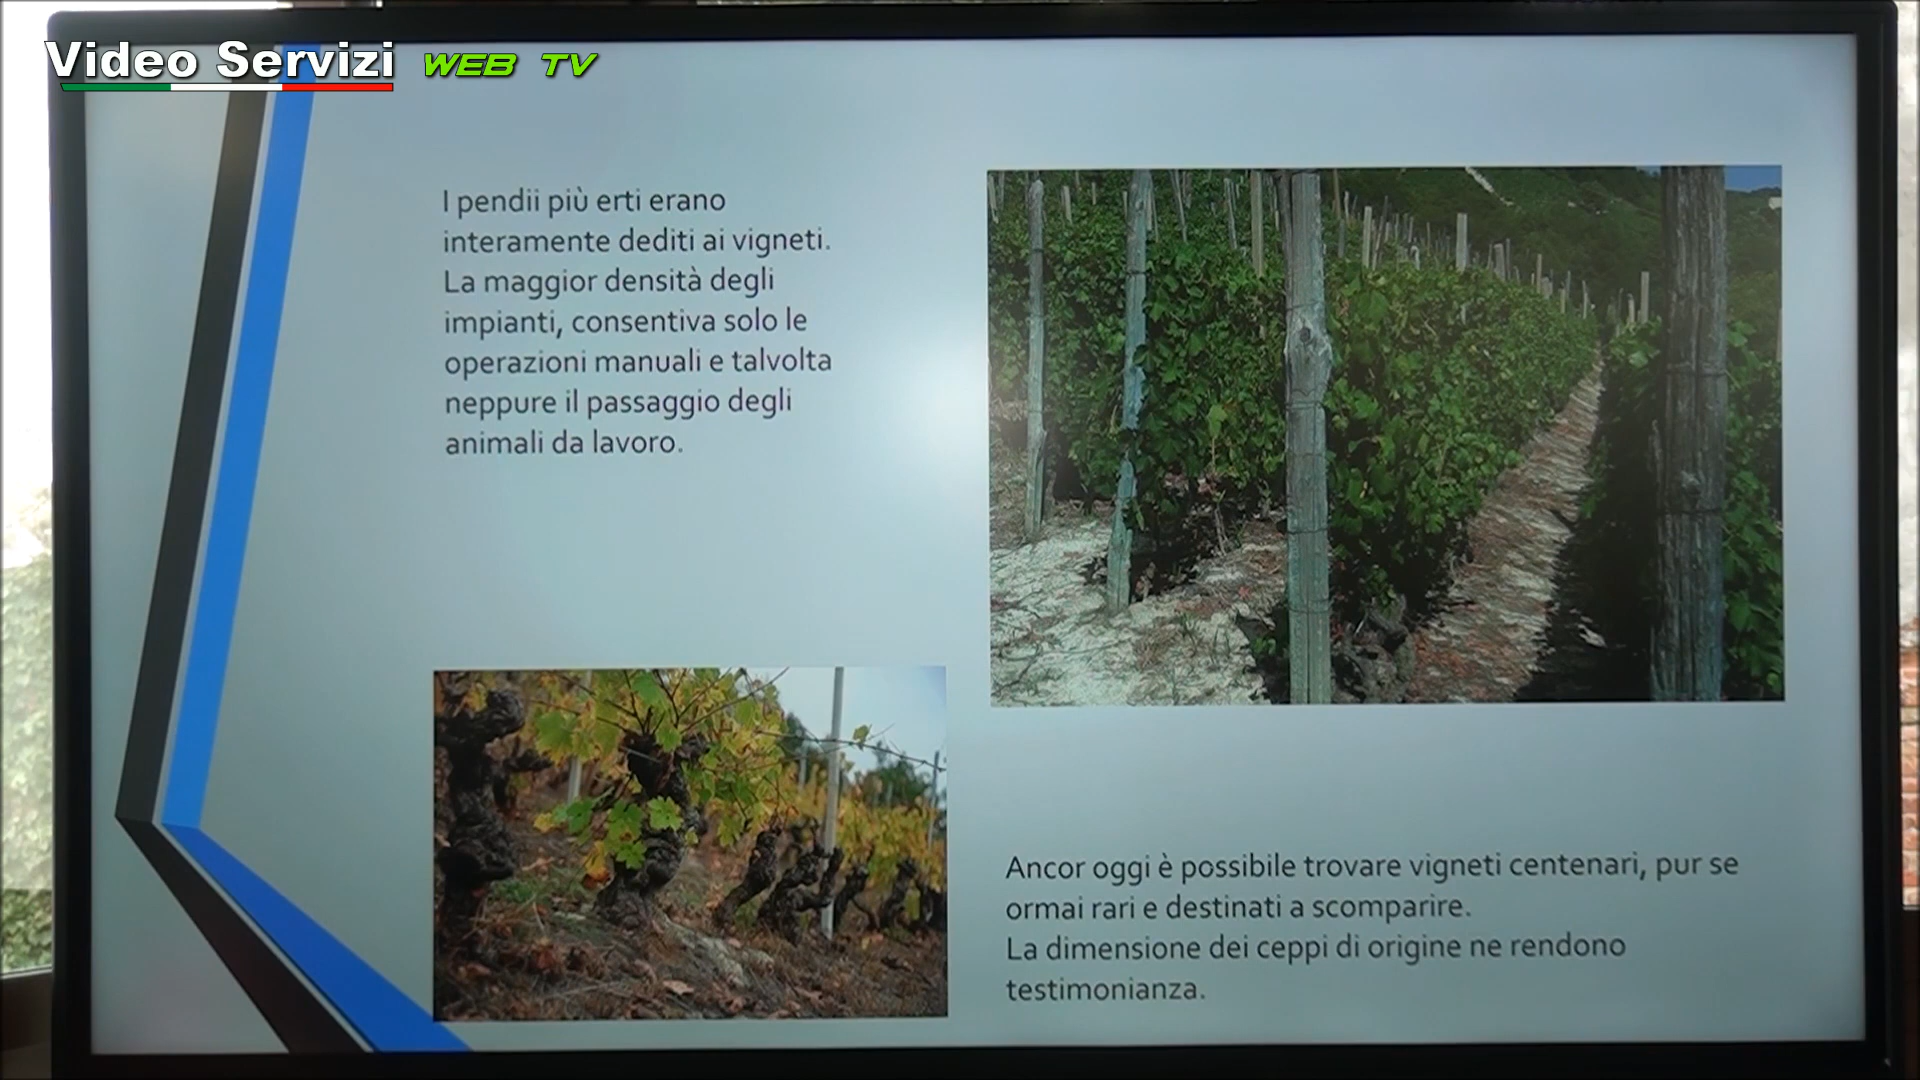 Video Servizi WEB TV
I pendii più erti erano
interamente dediti ai vigneti.
La maggior densità degli
impianti, consentiva solo le
operazioni manuali e talvolta
neppure il passaggio degli
animali da lavoro.
Ancor oggi è possibile trovare vigneti centenari, pur se
ormai rari e destinati a scomparire.
La dimensione dei ceppi di origine ne rendono
testimonianza.